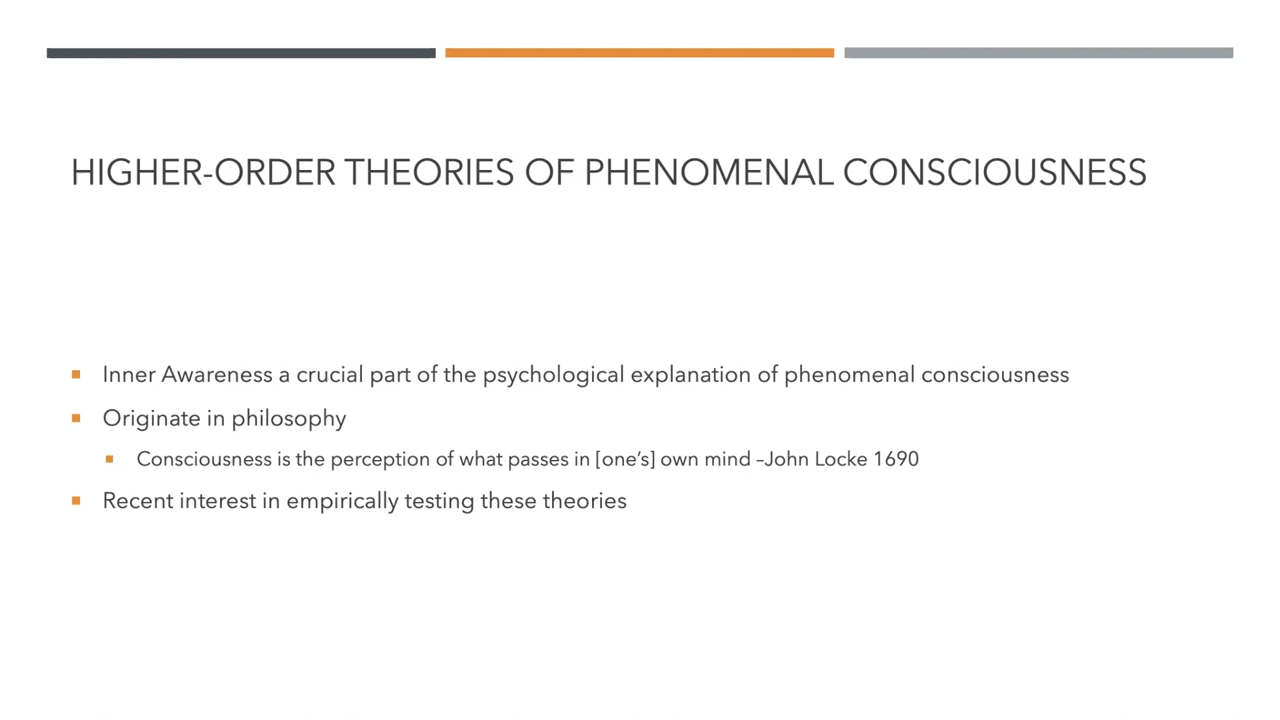 HIGHER-ORDER THEORIES OF PHENOMENAL CONSCIOUSNESS
Inner Awareness a crucial part of the psychological explanation of phenomenal consciousness
Originate in philosophy
Consciousness is the perception of what passes in [one’s] own mind –John Locke 1690
Recent interest in empirically testing these theories